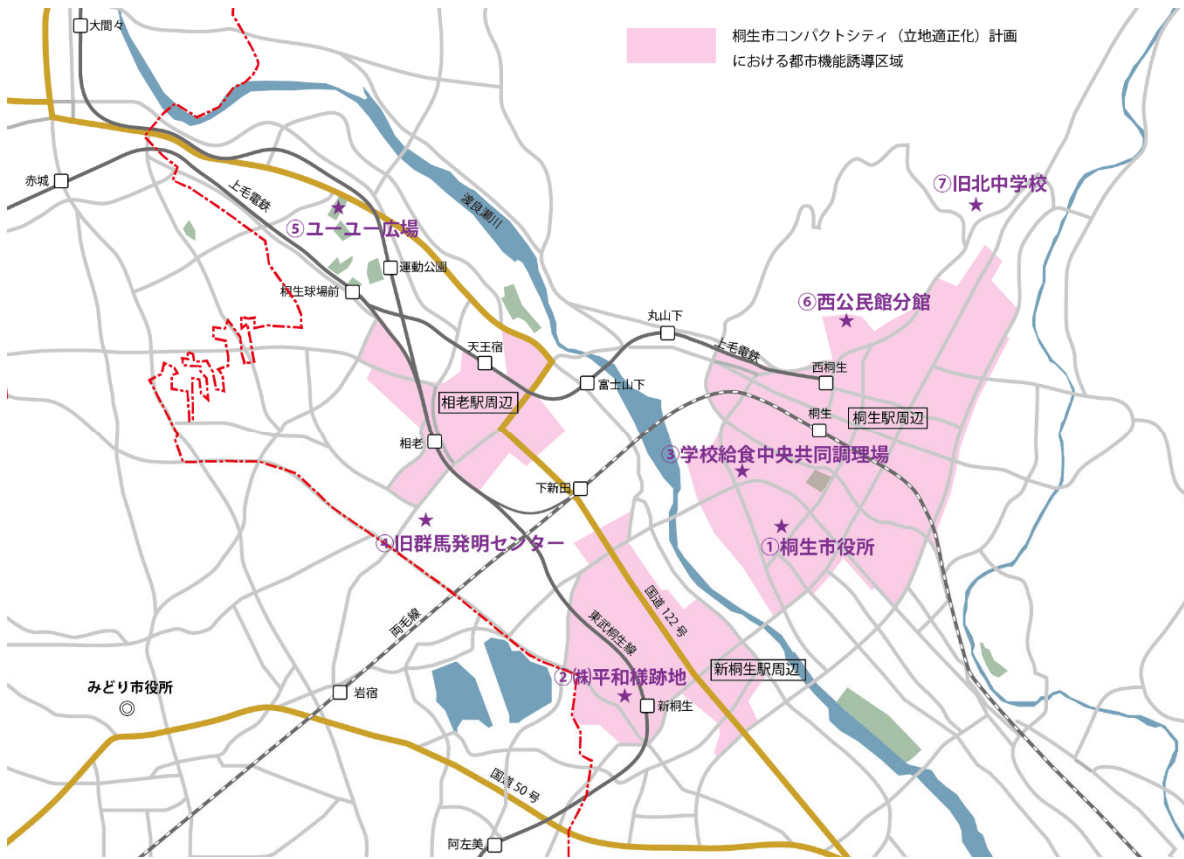 大間々
桐生市コンパクトシティ（立地適正化）計画
における都市機能誘導区域
赤城
上毛電鉄
渡良瀬川
⑦旧北中学校
⑤ユーユー広場
運動公園
桐生球場前
⑥西公民館分館
丸山下
上毛電鉄
天王宿
富士山下
西桐生
相老駅周辺
桐生
桐生駅周辺
相老
③学校給食中央共同調理場
下新田
④旧群馬発明センター
①桐生市役所
両毛線
東武桐生線
国道122号
②㈱平和様跡地
新桐生駅周辺
みどり市役所
岩宿
新桐生
国道50号
阿左美